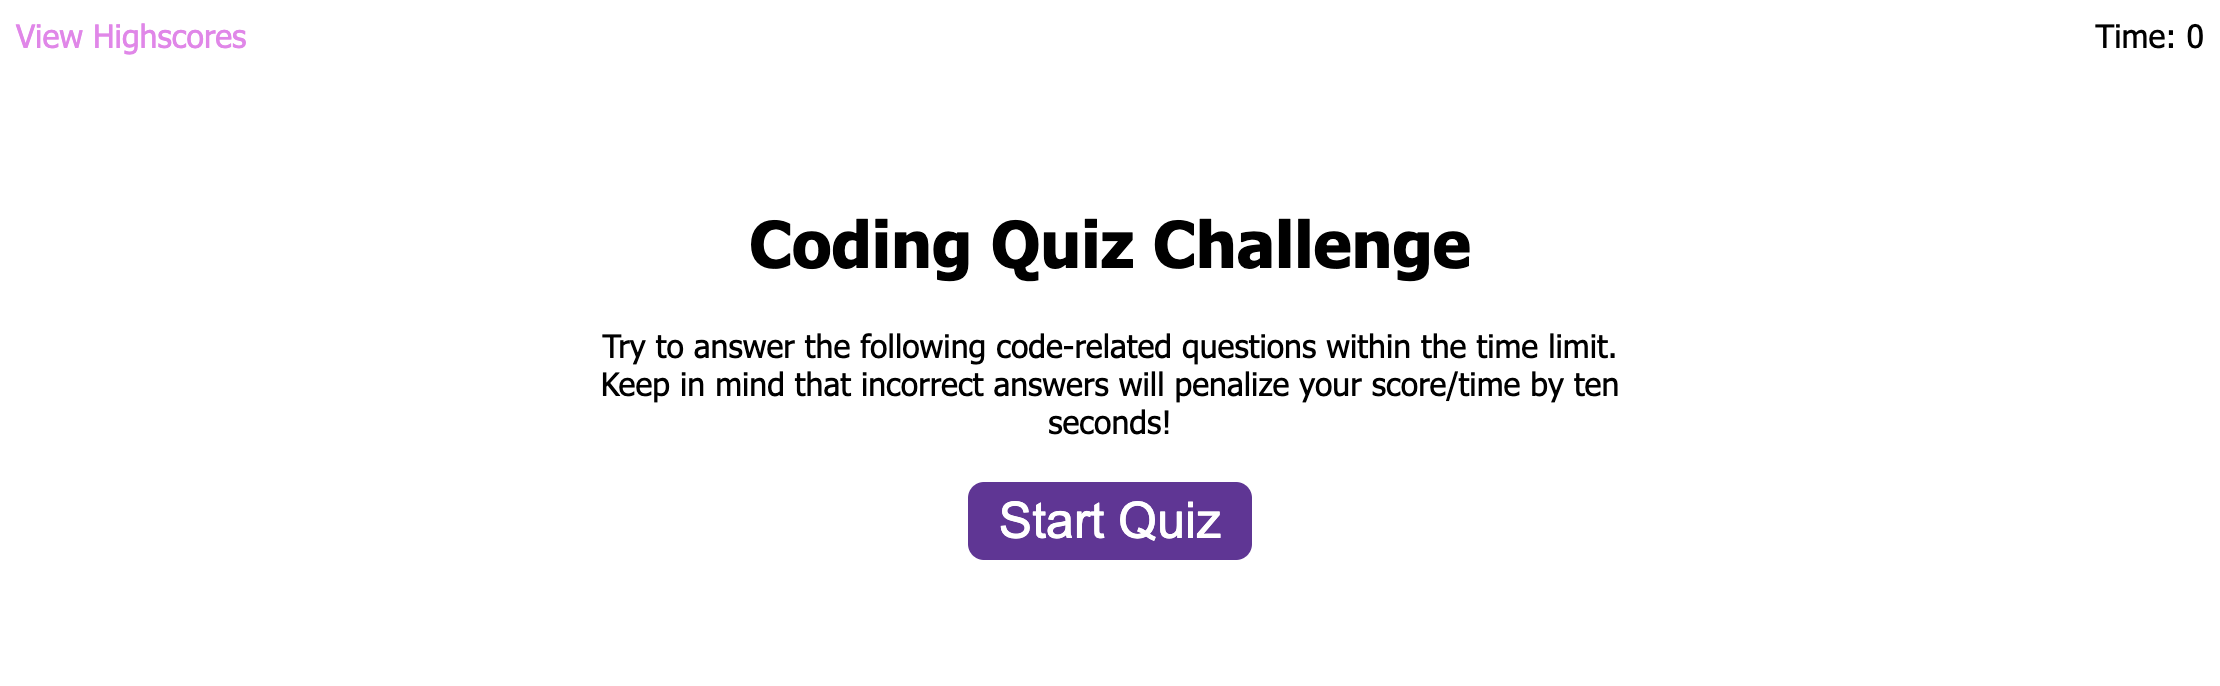 View Highscores
Time: 0
Coding Quiz Challenge
Try to answer the following code-related questions within the time limit.
Keep in mind that incorrect answers will penalize your score/time by ten
seconds!
Start Quiz